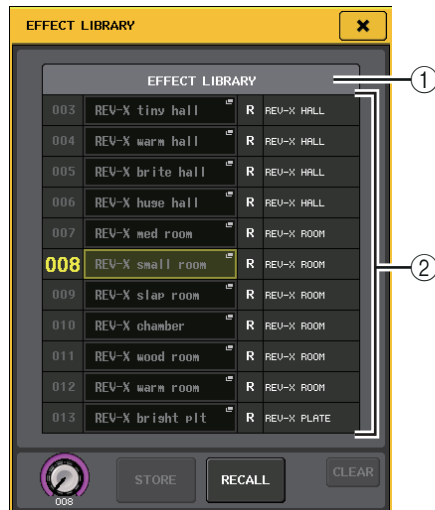 EFFECT LIBRARY
EFFECT LIBRARY
1
003 REV-X tiny hall R REV-X HALL
004 REV-X warm hall R REV-X HALL
005 REV-X brite hall R REV-X HALL
006 REV-X huge hall R REV-X HALL
007 REV-X med room R REV-X ROOM
008 REV-X small room R REV-X ROOM
2
009 REV-X slap room R REV-X ROOM
010 REV-X chamber R REV-X ROOM
011 REV-X wood room R REV-X ROOM
012 REV-X warm room R REV-X ROOM
013 REV-X bright plt R REV-X PLATE
008
STORE
RECALL
CLEAR